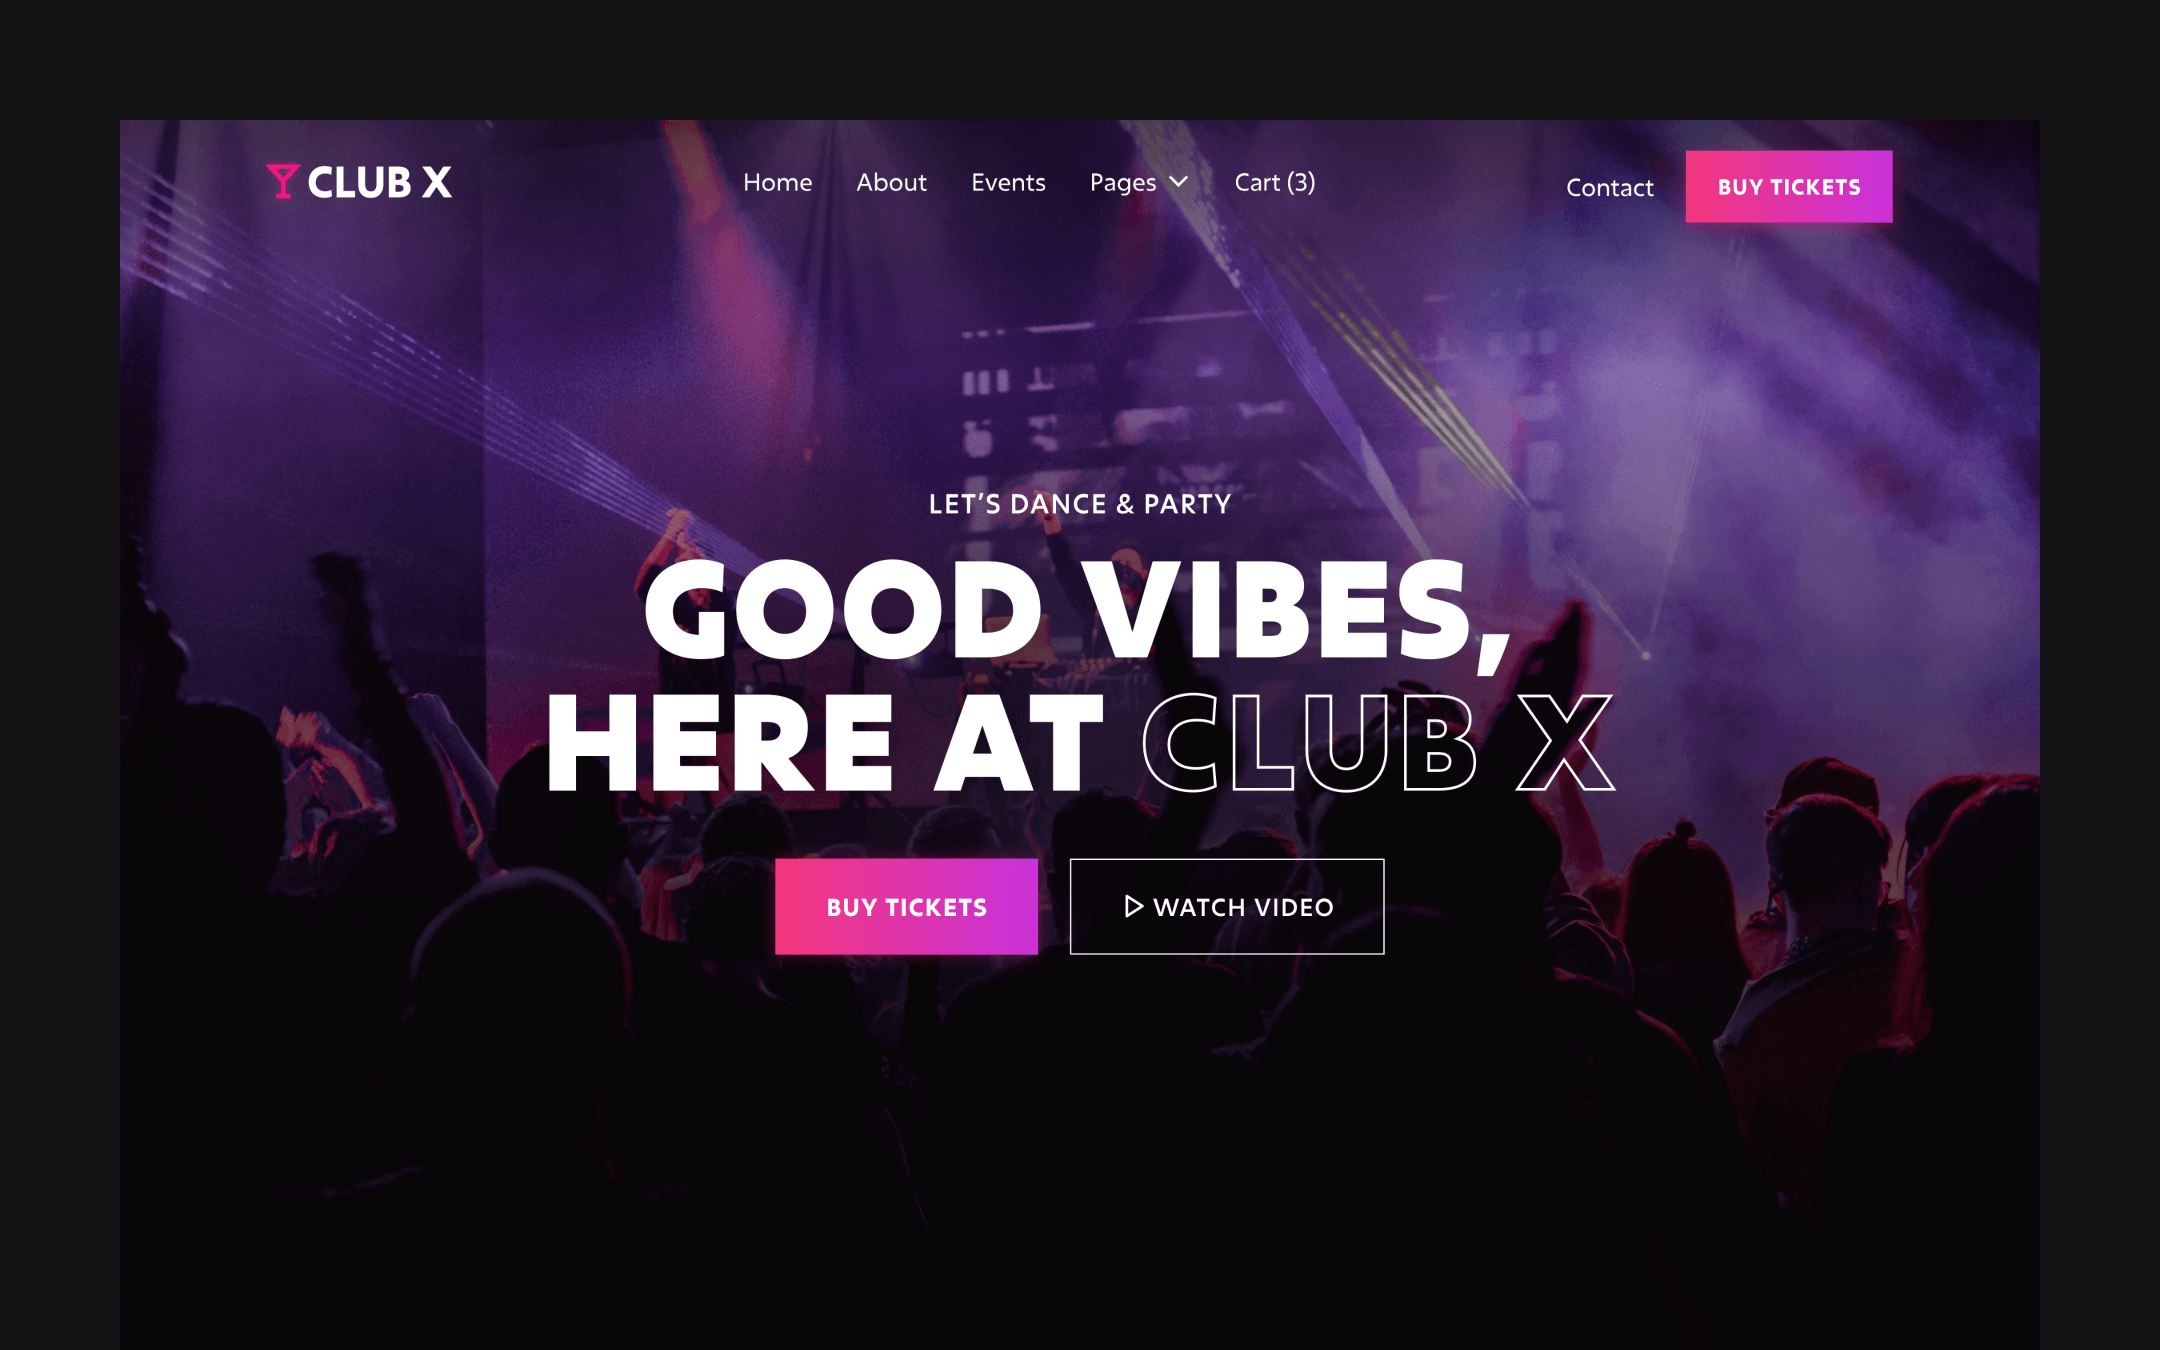 CLUB X
Home
About
Events
Pages
Cart (3)
Contact
BUY TICKETS
LET'S DANCE & PARTY
GOOD VIBES,
HERE AT CLUB X
BUY TICKETS
WATCH VIDEO